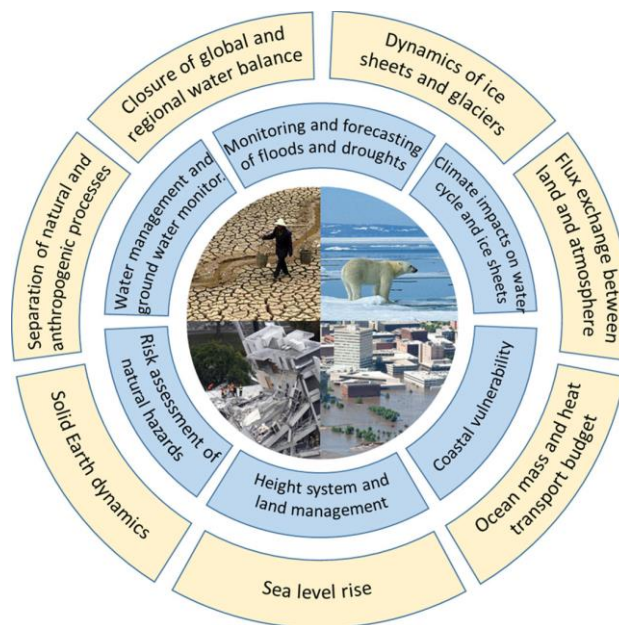 Closure of global and
regional water balance
Dynamics of ice
sheets and glaciers
Flux exchange between
land and atmosphere
Ocean mass and heat
transport budget
Sea level rise
Solid Earth dynamics
Separation of natural and
anthropogenic processes
Monitoring and forecasting
of floods and droughts
Climate impacts on water
cycle and ice sheets
Coastal vulnerability
Height system and
land management
Risk assessment of
natural hazards
Water management and
ground water monitor.